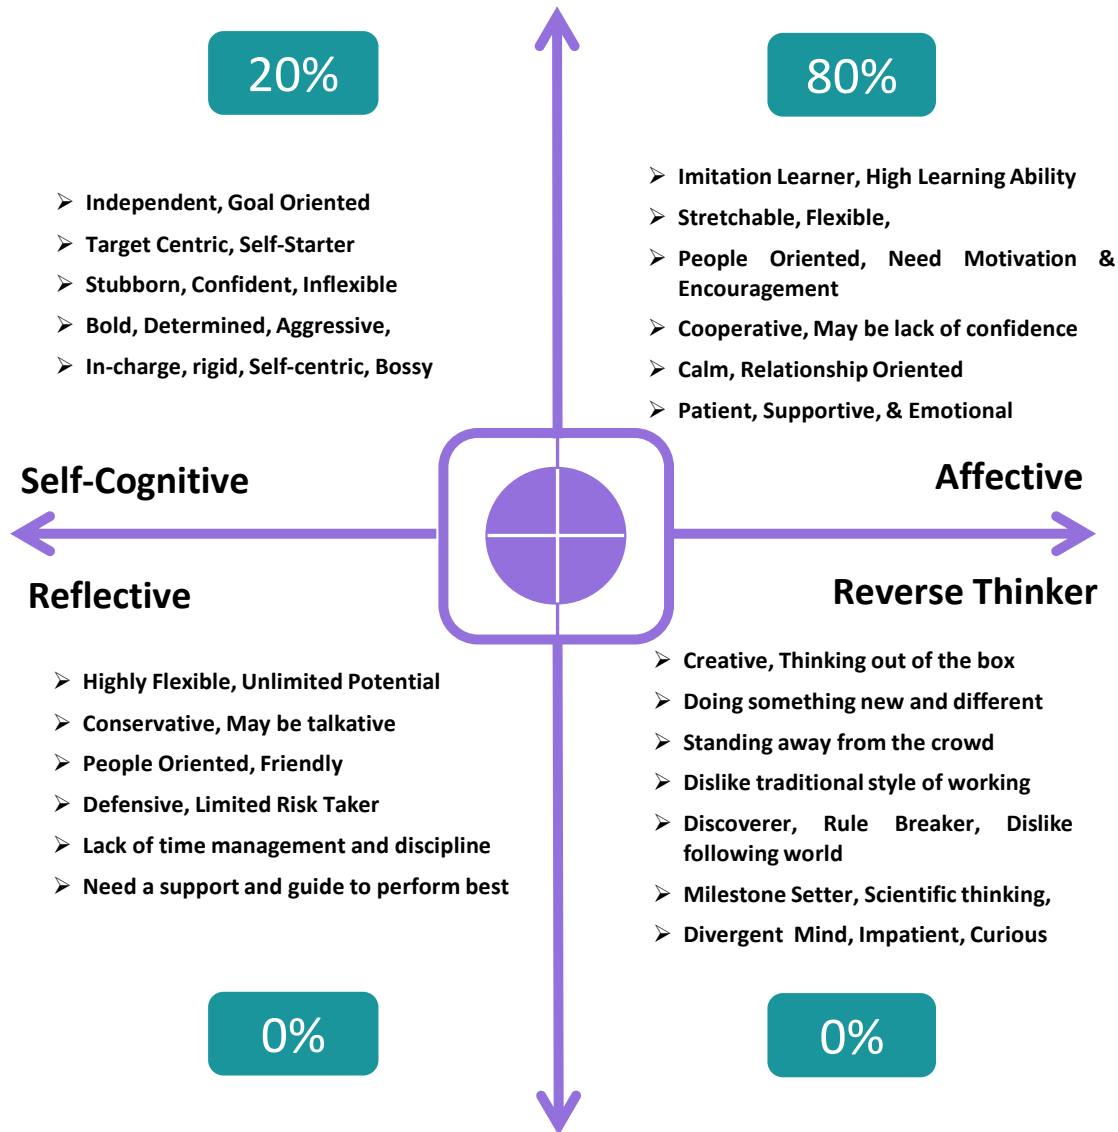 20%
➢ Independent, Goal Oriented
➢ Target Centric, Self-Starter
➢ Stubborn, Confident, Inflexible
➢ Bold, Determined, Aggressive,
➢ In-charge, rigid, Self-centric, Bossy
Self-Cognitive
80%
➢ Imitation Learner, High Learning Ability
➢ Stretchable, Flexible,
➢ People Oriented, Need Motivation &
Encouragement
➢ Cooperative, May be lack of confidence
➢ Calm, Relationship Oriented
➢ Patient, Supportive, & Emotional
Affective
Reflective
➢ Highly Flexible, Unlimited Potential
➢ Conservative, May be talkative
➢ People Oriented, Friendly
➢ Defensive, Limited Risk Taker
➢ Lack of time management and discipline
➢ Need a support and guide to perform best
0%
Reverse Thinker
➢ Creative, Thinking out of the box
➢ Doing something new and different
➢ Standing away from the crowd
➢ Dislike traditional style of working
➢ Discoverer, Rule Breaker, Dislike
following world
➢ Milestone Setter, Scientific thinking,
➢ Divergent Mind, Impatient, Curious
0%